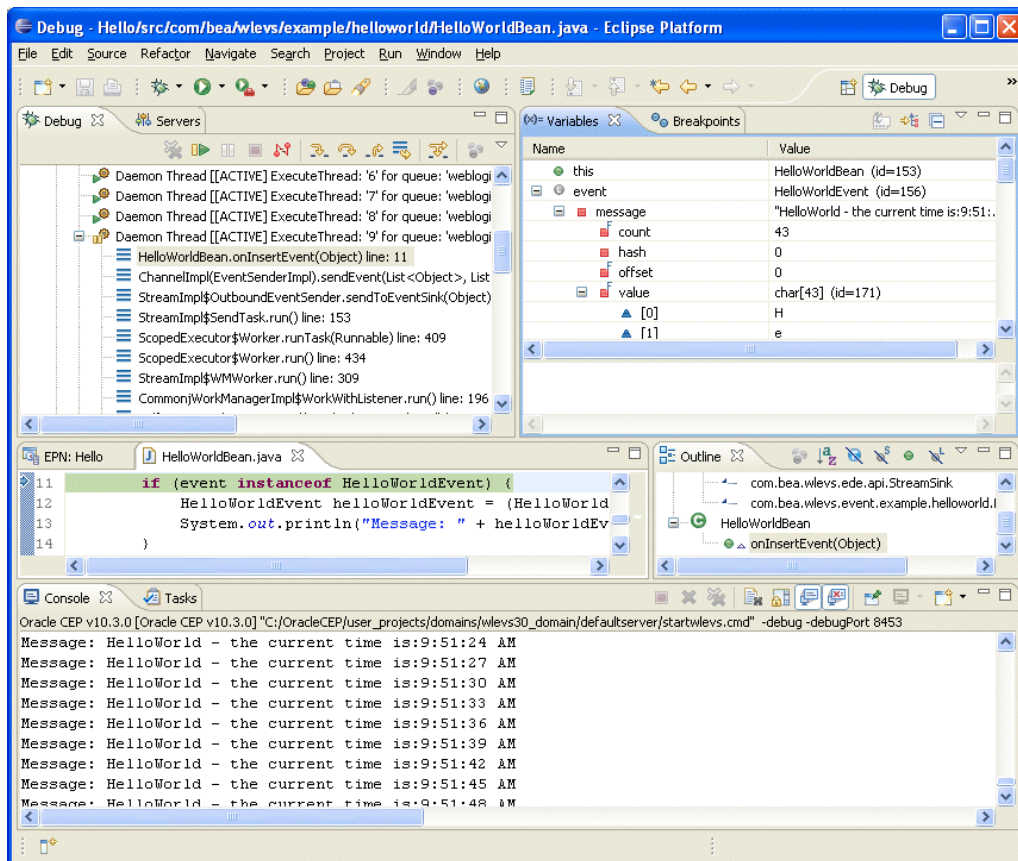 Debug - Hello/src/com/bea/wlevs/example/helloworld/HelloWorldBean.java - Eclipse Platform
File Edit Source Refactor Navigate Search Project Run Window Help
Debug
»
Debug Servers
Daemon Thread [[ACTIVE] ExecuteThread: '6' for queue: 'weblogi
Daemon Thread [[ACTIVE] ExecuteThread: '7' for queue: 'weblogi
Daemon Thread [[ACTIVE] ExecuteThread: '8' for queue: 'weblogi
Daemon Thread [[ACTIVE] ExecuteThread: '9' for queue: 'weblogi
HelloWorldBean.onInsertEvent(Object) line: 11
ChannelImpl(EventSenderImpl).sendEvent(List<Object>, List
StreamImpl$OutboundEventSender.sendToEventSink(Object)
StreamImpl$SendTask.run() line: 153
ScopedExecutor$Worker.runTask(Runnable) line: 409
ScopedExecutor$Worker.run() line: 434
StreamImpl$WMWorker.run() line: 309
CommonjWorkManagerImpl$WorkWithListener.run() line: 196
(x)= Variables Breakpoints
Name Value
this HelloWorldBean (id=153)
event HelloWorldEvent (id=156)
message "HelloWorld - the current time is:9:51:.
count 43
hash 0
offset 0
value char[43] (id=171)
[0] H
[1] e
EPN: Hello HelloWorldBean.java
11 if (event instanceof HelloWorldEvent) {
12 HelloWorldEvent helloWorldEvent = (HelloWorld
13 System.out.println("Message: " + helloWorldEv
14 }
Outline
com.bea.wlevs.ede.api.StreamSink
com.bea.wlevs.event.example.helloworld.
HelloWorldBean
onInsertEvent(Object)
Console Tasks
Oracle CEP v10.3.0 [Oracle CEP v10.3.0] "C:/OracleCEP/user_projects/domains/wlevs30_domain/defaultserver/startwlevs.cmd" -debug -debugPort 8453
Message: HelloWorld - the current time is:9:51:24 AM
Message: HelloWorld - the current time is:9:51:27 AM
Message: HelloWorld - the current time is:9:51:30 AM
Message: HelloWorld - the current time is:9:51:33 AM
Message: HelloWorld - the current time is:9:51:36 AM
Message: HelloWorld - the current time is:9:51:39 AM
Message: HelloWorld - the current time is:9:51:42 AM
Message: HelloWorld - the current time is:9:51:45 AM
Message: HelloWorld - the current time is:9:51:48 AM